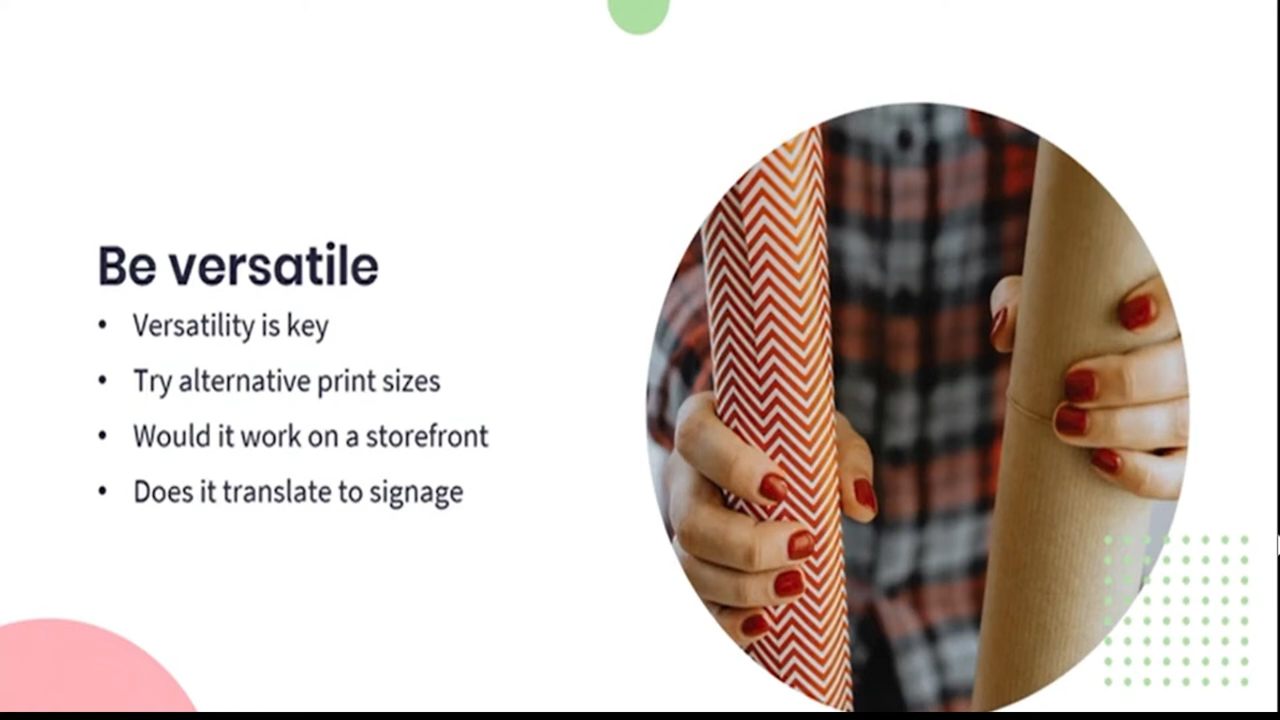 Be versatile
• Versatility is key
• Try alternative print sizes
• Would it work on a storefront
• Does it translate to signage